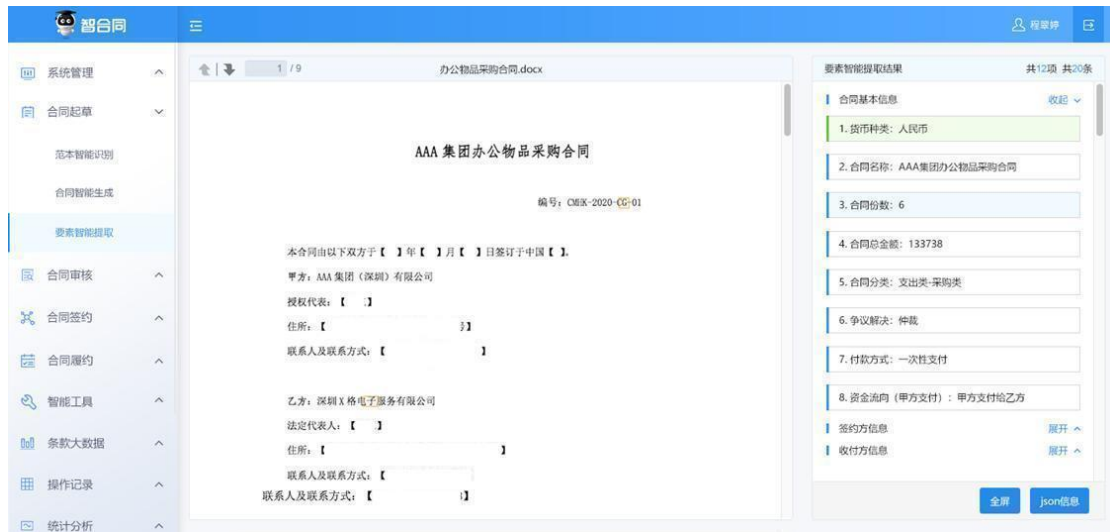 智合同
程翠婷
系统管理
合同起草
范本智能识别
合同智能生成
要素智能提取
合同审核
合同签约
合同履约
智能工具
条款大数据
操作记录
统计分析
1 / 9
办公物品采购合同.docx
AAA 集团办公物品采购合同
编号：CMHK-2020-CG-01
本合同由以下双方于【 】年【 】月【 】日签订于中国【 】。
甲方：AAA 集团（深圳）有限公司
授权代表：【 】
住所：【 】
联系人及联系方式：【 】
乙方：深圳 X 格电子服务有限公司
法定代表人：【 】
住所：【 】
联系人及联系方式：【
联系人及联系方式：【 】
要素智能提取结果 共12项 共20条
合同基本信息 收起
1. 货币种类：人民币
2. 合同名称：AAA集团办公物品采购合同
3. 合同份数：6
4. 合同总金额：133738
5. 合同分类：支出类-采购类
6. 争议解决：仲裁
7. 付款方式：一次性支付
8. 资金流向（甲方支付）：甲方支付给乙方
签约方信息 展开
收付方信息 展开
全屏 json信息